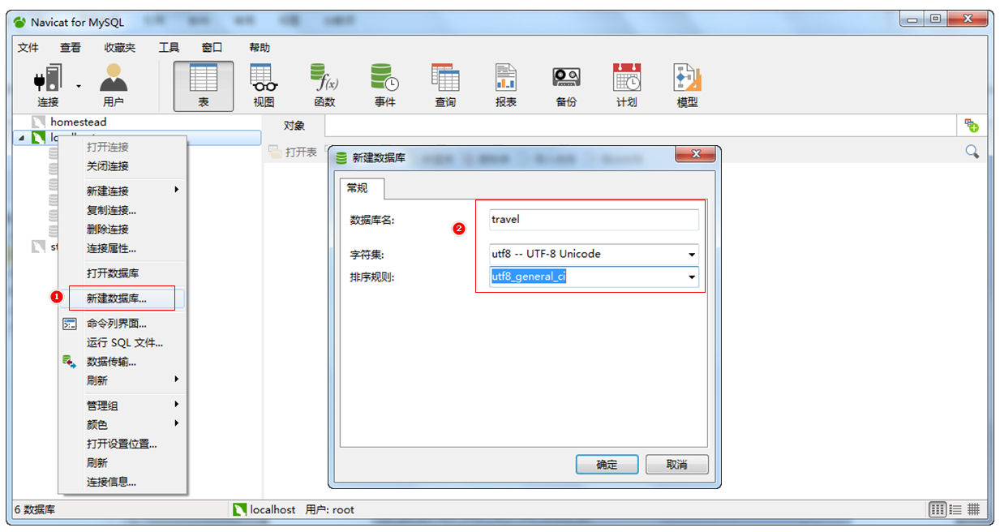 Navicat for MySQL
文件 查看 收藏夹 工具 窗口 帮助
连接 用户 表 视图 函数 事件 查询 报表 备份 计划 模型
f(x)
homestead
对象
打开表
打开连接
关闭连接
新建连接
复制连接...
删除连接
连接属性...
打开数据库
1
新建数据库...
命令列界面...
运行 SQL 文件...
数据传输...
刷新
管理组
颜色
打开设置位置...
刷新
连接信息...
新建数据库
常规
数据库名: travel
2
字符集: utf8 -- UTF-8 Unicode
排序规则: utf8_general_ci
确定 取消
6 数据库 localhost 用户: root